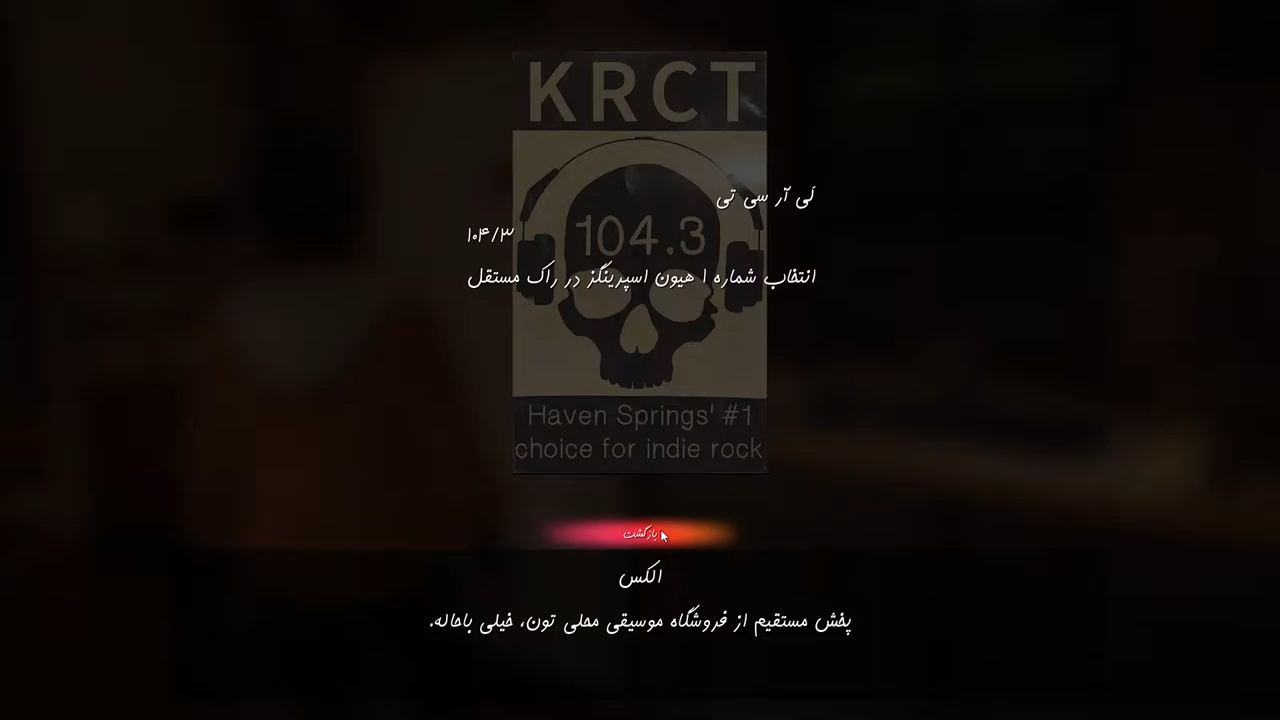 KRCT
کی آر سی تی
104.3
۱۰۴/۳
انتخاب شماره ۱ هیون اسپرینگز در راک مستقل
Haven Springs' #1
choice for indie rock
بازگشت
الکس
پخش مستقیم از فروشگاه موسیقی محلی تون، خیلی باحاله.